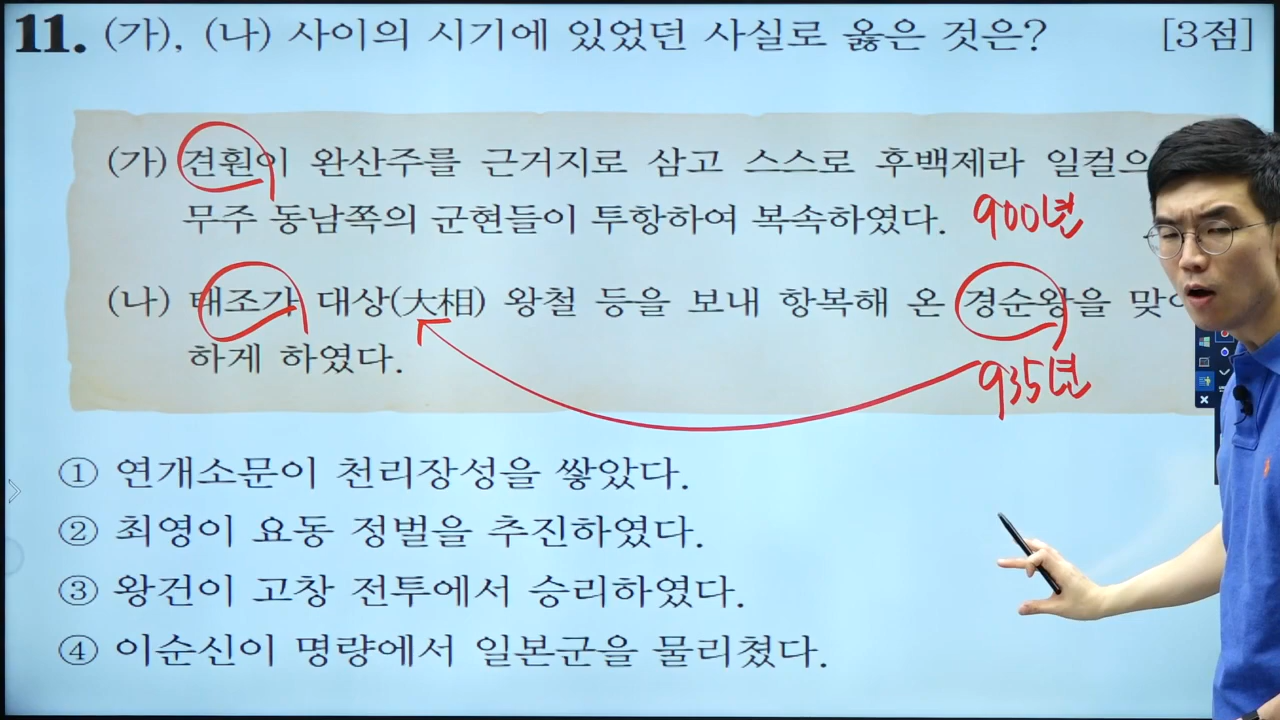 11. (가), (나) 사이의 시기에 있었던 사실로 옳은 것은? [3점]
(가) 견훤이 완산주를 근거지로 삼고 스스로 후백제라 일컬으
무주 동남쪽의 군현들이 투항하여 복속하였다. 900년
(나) 태조가 대상(大相) 왕철 등을 보내 항복해 온 경순왕을
하게 하였다. 935년
① 연개소문이 천리장성을 쌓았다.
② 최영이 요동 정벌을 추진하였다.
③ 왕건이 고창 전투에서 승리하였다.
④ 이순신이 명량에서 일본군을 물리쳤다.